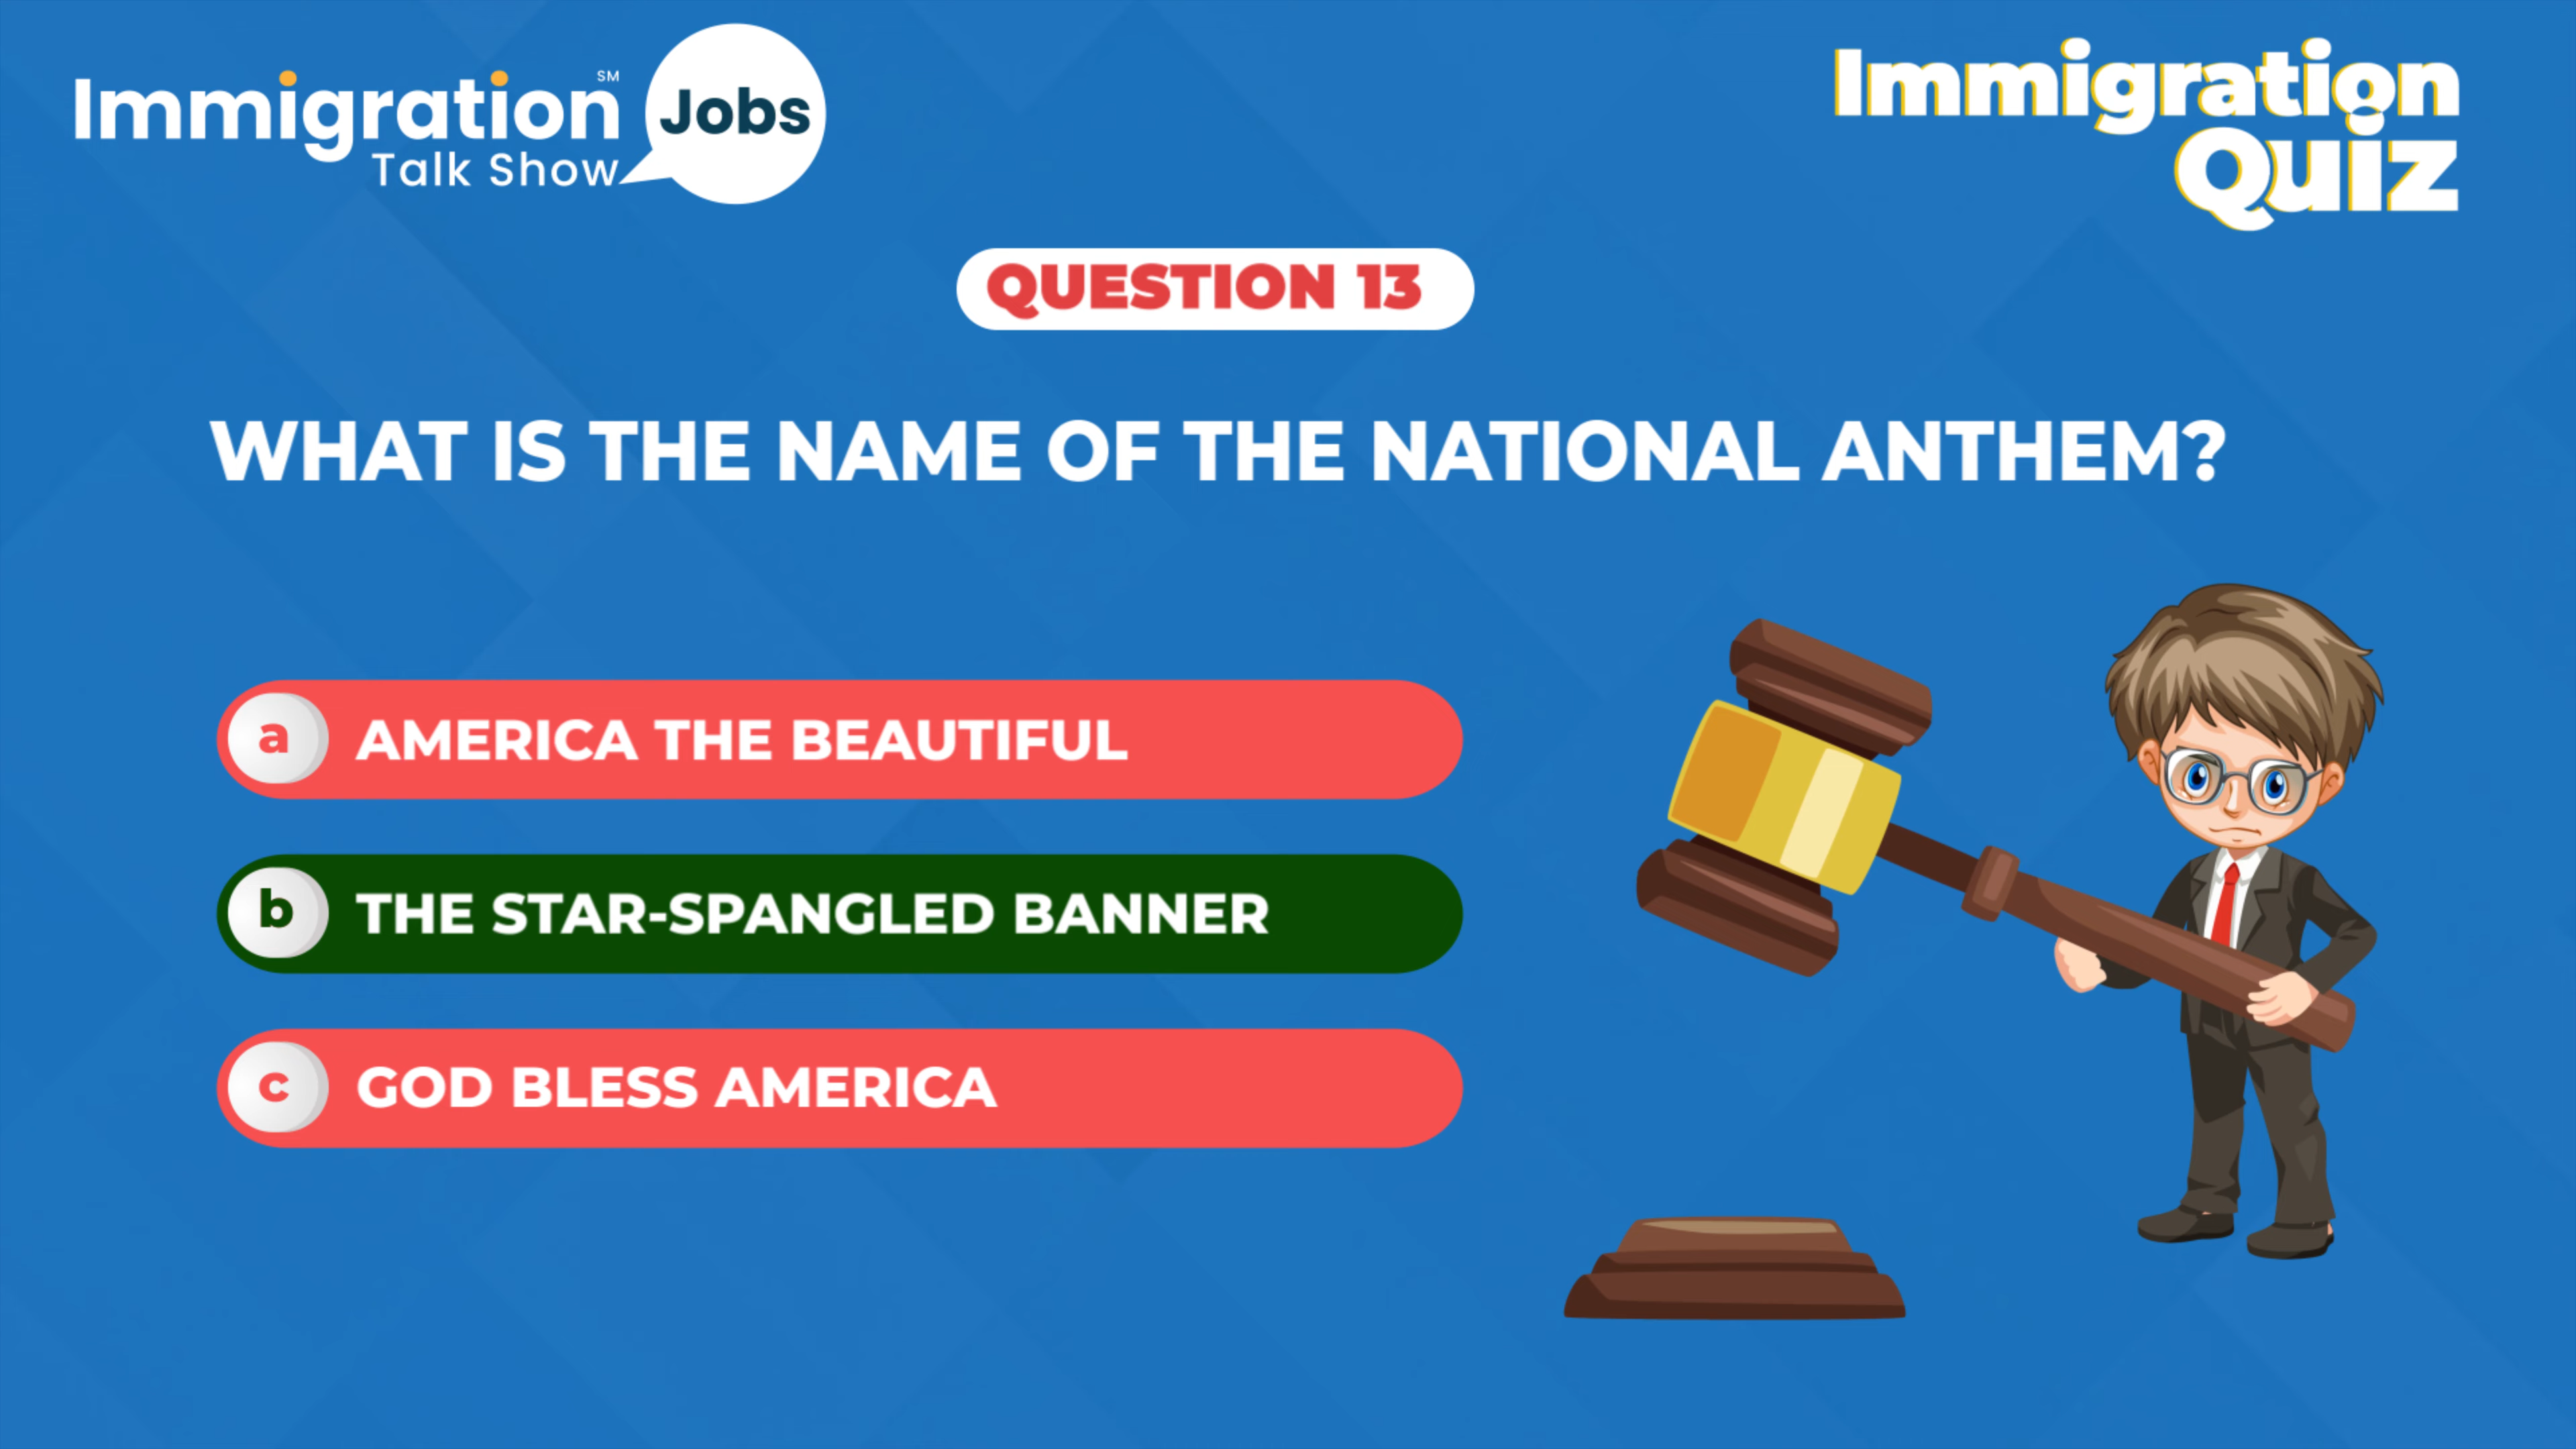 Immigration
SM
Talk Show
Jobs
Immigration
Quiz
QUESTION 13
WHAT IS THE NAME OF THE NATIONAL ANTHEM?
a AMERICA THE BEAUTIFUL
b THE STAR-SPANGLED BANNER
c GOD BLESS AMERICA